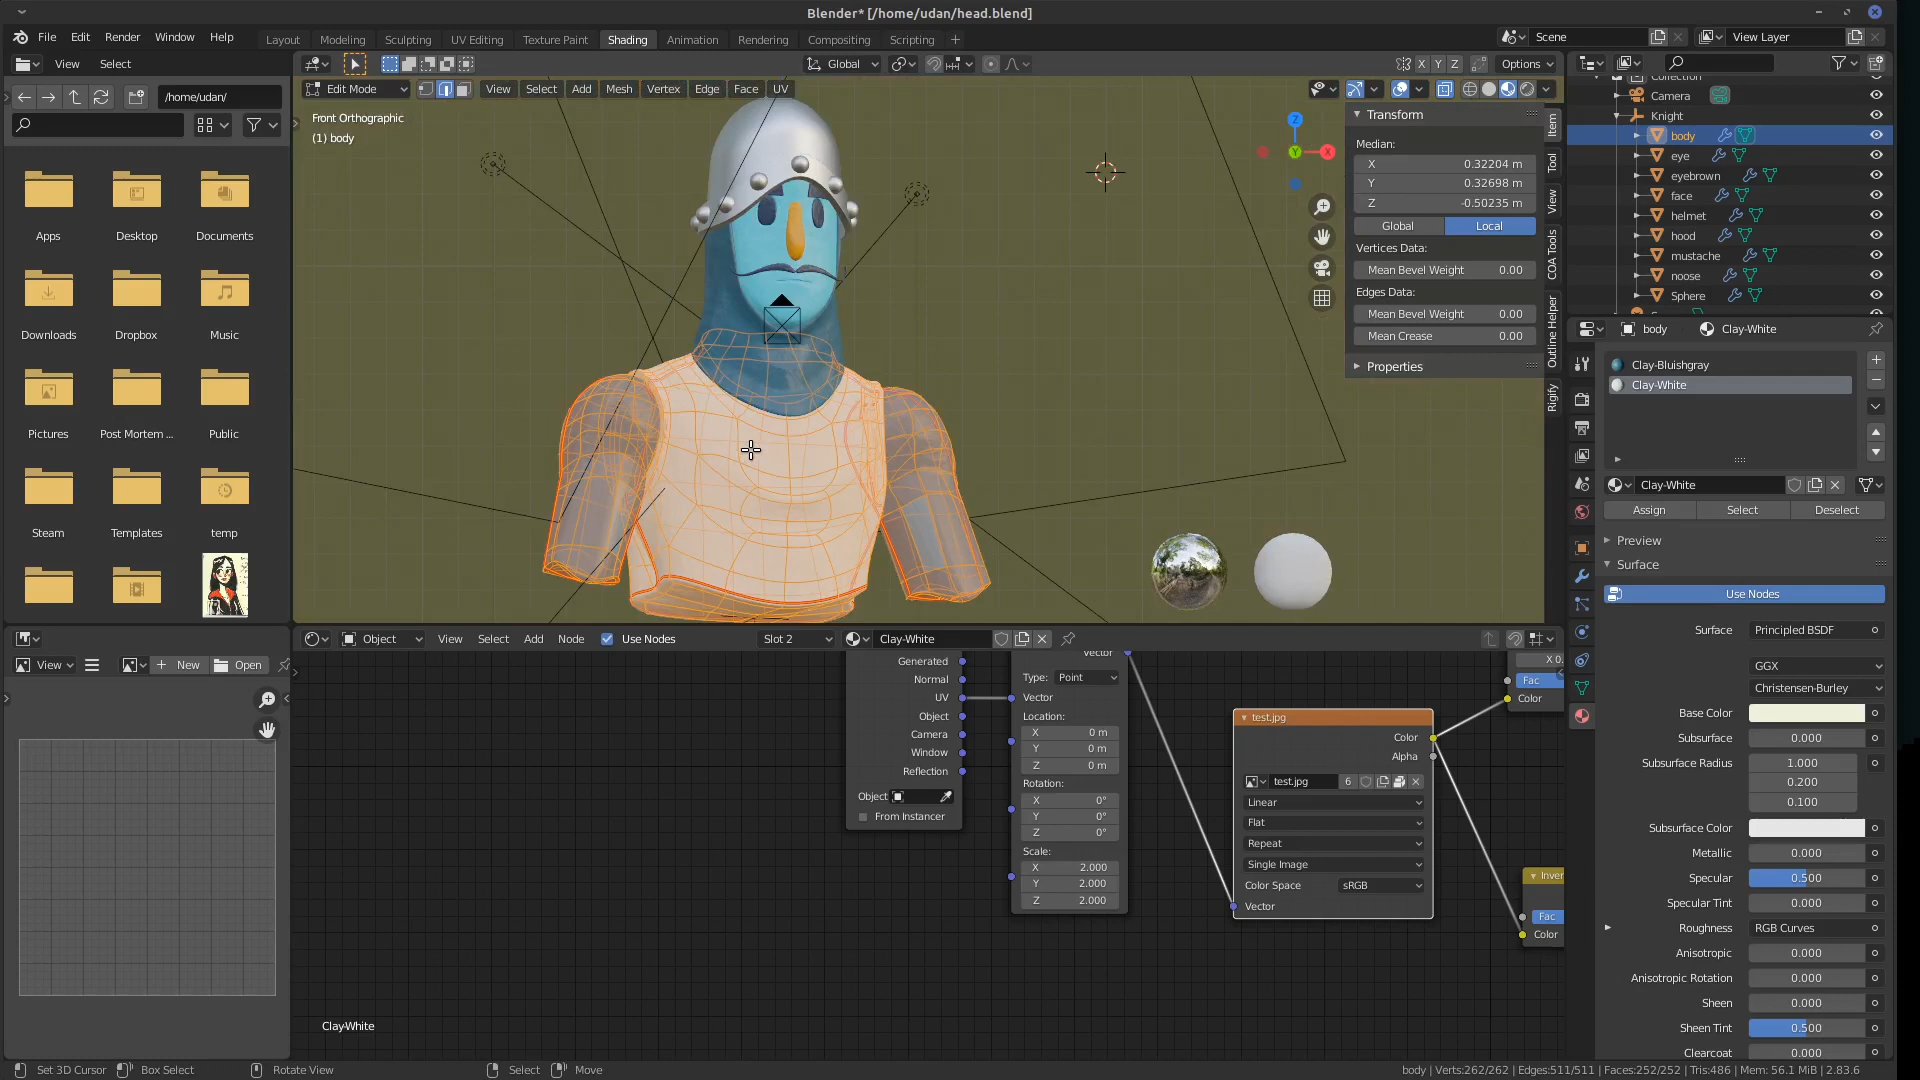 Blender* [/home/udan/head.blend]
File Edit Render Window Help
Layout Modeling Sculpting UV Editing Texture Paint Shading Animation Rendering Compositing Scripting
Scene
View Layer
View Select
Global
X Y Z
Options
/home/udan/
Edit Mode
View Select Add Mesh Vertex Edge Face UV
Front Orthographic
(1) body
Z
X
Y
Apps
Desktop
Documents
Downloads
Dropbox
Music
Pictures
Post Mortem ...
Public
Steam
Templates
temp
Transform
Median:
X 0.32204 m
Y 0.32698 m
Z -0.50235 m
Global Local
Vertices Data:
Mean Bevel Weight 0.00
Edges Data:
Mean Bevel Weight 0.00
Mean Crease 0.00
Properties
Item
Tool
View
COA Tools
Outline Helper
Rigify
Collection
Camera
Knight
body
eye
eyebrown
face
helmet
hood
mustache
noose
Sphere
body Clay-White
Clay-Bluishgray
Clay-White
Clay-White
Assign Select Deselect
Preview
Surface
Use Nodes
Surface Principled BSDF
GGX
Christensen-Burley
Base Color
Subsurface 0.000
Subsurface Radius 1.000
0.200
0.100
Subsurface Color
Metallic 0.000
Specular 0.500
Specular Tint 0.000
Roughness RGB Curves
Anisotropic 0.000
Anisotropic Rotation 0.000
Sheen 0.000
Sheen Tint 0.500
Clearcoat 0.000
View New Open
Object View Select Add Node Use Nodes Slot 2 Clay-White
Generated
Normal
UV
Object
Camera
Window
Reflection
Object
From Instancer
Vector
Type: Point
Vector
Location:
X 0 m
Y 0 m
Z 0 m
Rotation:
X 0°
Y 0°
Z 0°
Scale:
X 2.000
Y 2.000
Z 2.000
test.jpg
Color
Alpha
test.jpg 6
Linear
Flat
Repeat
Single Image
Color Space sRGB
Vector
X 0.
Fac
Color
Inver
Fac
Color
Clay-White
Set 3D Cursor Box Select Rotate View Select Move
body | Verts:262/262 | Edges:511/511 | Faces:252/252 | Tris:486 | Mem: 56.1 MiB | 2.83.6